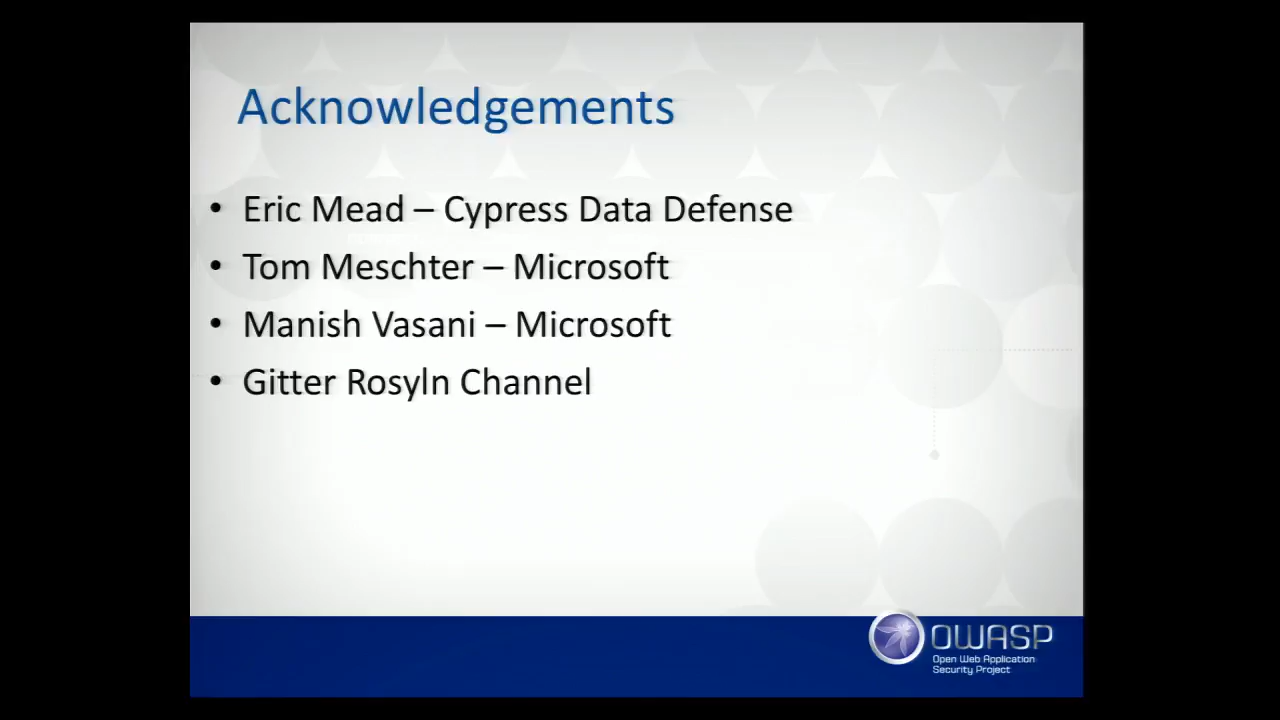 Acknowledgements
• Eric Mead – Cypress Data Defense
• Tom Meschter – Microsoft
• Manish Vasani – Microsoft
• Gitter Rosyln Channel
OWASP
Open Web Application
Security Project